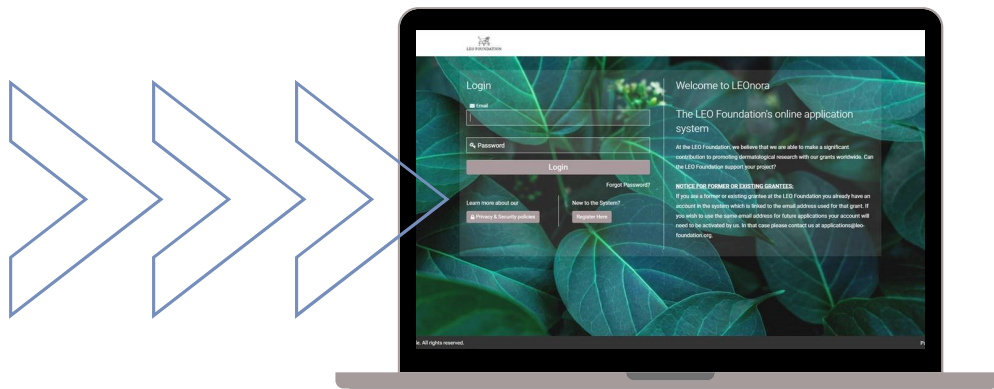 LEO FOUNDATION
Login
Email
Password
Login
Forgot Password?
Learn more about our
Privacy & Security policies
New to the System?
Register Here
Welcome to LEOnora
The LEO Foundation's online application
system
At the LEO Foundation, we believe that we are able to make a significant
contribution to promoting dermatological research with our grants worldwide. Can
the LEO Foundation support your project?
NOTICE FOR FORMER OR EXISTING GRANTEES:
If you are a former or existing grantee at the LEO Foundation you already have an
account in the system which is linked to the email address used for that grant. If
you wish to use the same email address for future applications your account will
need to be activated by us. In that case please contact us at applications@leo-
foundation.org.
le. All rights reserved.